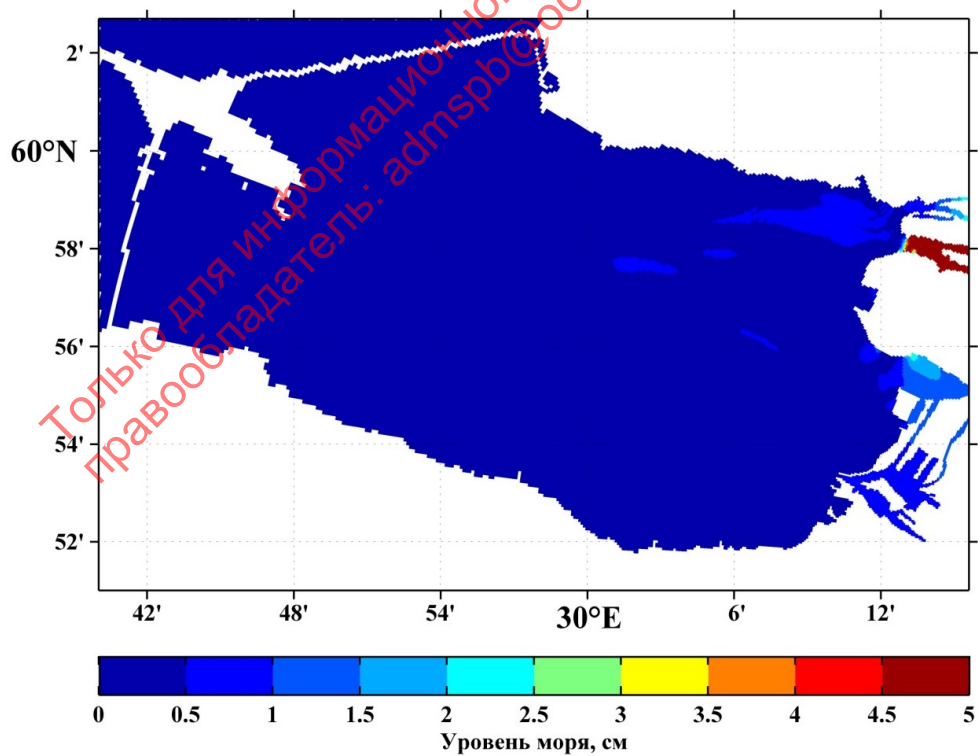 2'
60°N
58'
56'
54'
52'
42' 48' 54' 30°E 6' 12'
0 0.5 1 1.5 2 2.5 3 3.5 4 4.5 5
Уровень моря, см
Только для информационно
правообладатель: admspb@